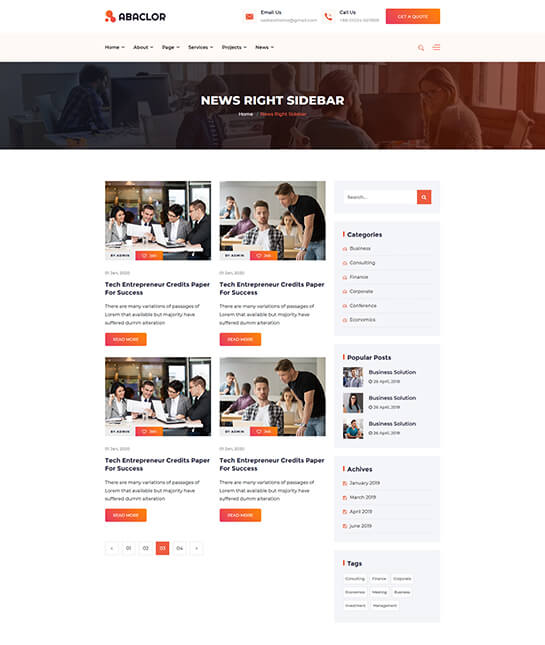 ABACLOR
Email Us
Call Us
GET A QUOTE
Home
About
Page
Services
Projects
News
NEWS RIGHT SIDEBAR
Home / News Right Sidebar
BY ADMIN
BY ADMIN
01 Jan, 2020
01 Jan, 2020
Tech Entrepreneur Credits Paper
For Success
Tech Entrepreneur Credits Paper
For Success
There are many variations of passages of
Lorem that available but majority have
suffered dumm alteration
There are many variations of passages of
Lorem that available but majority have
suffered dumm alteration
READ MORE
READ MORE
BY ADMIN
BY ADMIN
01 Jan, 2020
01 Jan, 2020
Tech Entrepreneur Credits Paper
For Success
Tech Entrepreneur Credits Paper
For Success
There are many variations of passages of
Lorem that available but majority have
suffered dumm alteration
There are many variations of passages of
Lorem that available but majority have
suffered dumm alteration
READ MORE
READ MORE
< 01 02 03 04 >
Search...
Categories
Business
Consulting
Finance
Corporate
Conference
Economics
Popular Posts
Business Solution
26 April, 2019
Business Solution
26 April, 2019
Business Solution
26 April, 2019
Achives
January 2019
March 2019
April 2019
june 2019
Tags
Consulting
Finance
Corporate
Economics
Meeting
Business
Investment
Management